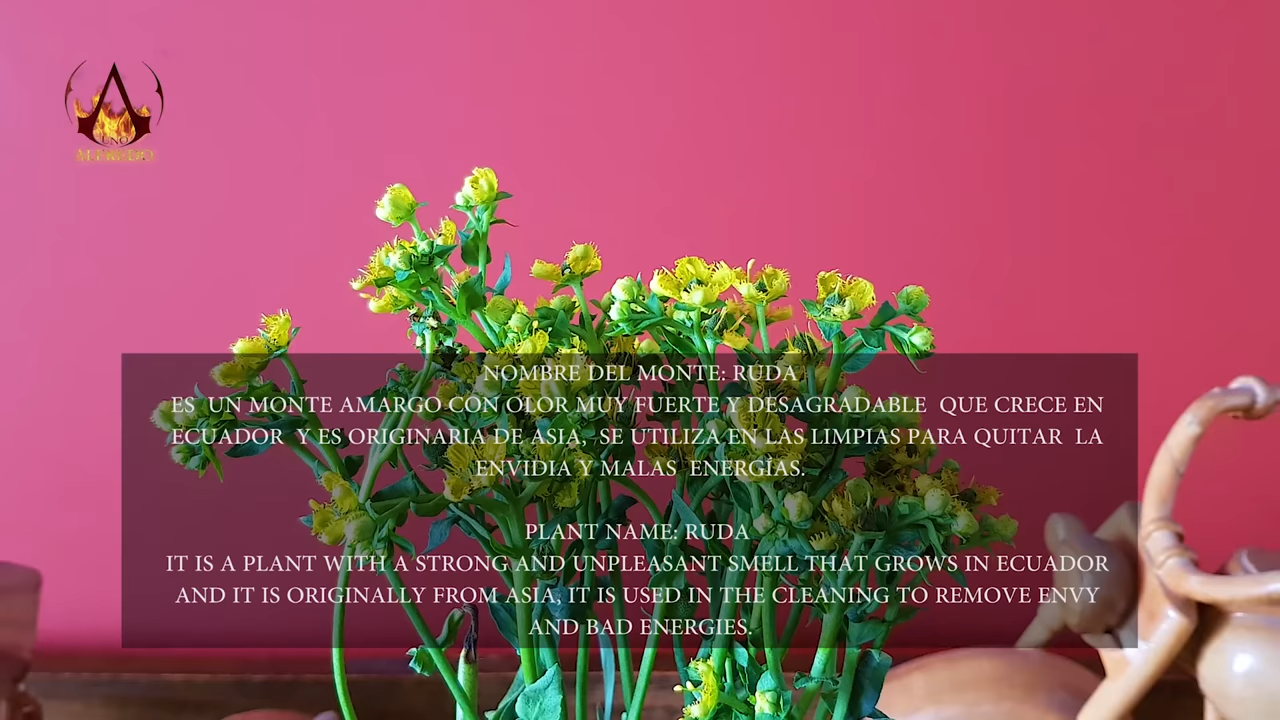 UNO
NOMBRE DEL MONTE: RUDA
ES UN MONTE AMARGO CON OLOR MUY FUERTE Y DESAGRADABLE QUE CRECE EN
ECUADOR Y ES ORIGINARIA DE ASIA, SE UTILIZA EN LAS LIMPIAS PARA QUITAR LA
ENVIDIA Y MALAS ENERGÍAS.
PLANT NAME: RUDA
IT IS A PLANT WITH A STRONG AND UNPLEASANT SMELL THAT GROWS IN ECUADOR
AND IT IS ORIGINALLY FROM ASIA, IT IS USED IN THE CLEANING TO REMOVE ENVY
AND BAD ENERGIES.